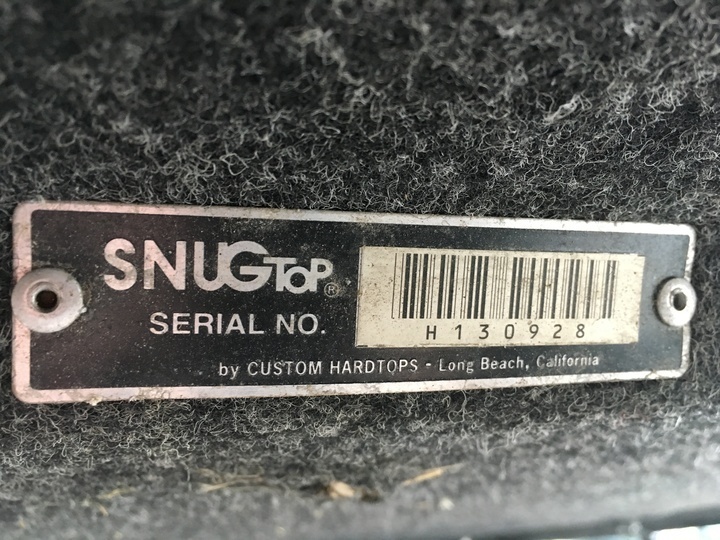 SNUGTOP®
SERIAL NO.
H130928
by CUSTOM HARDTOPS - Long Beach, California